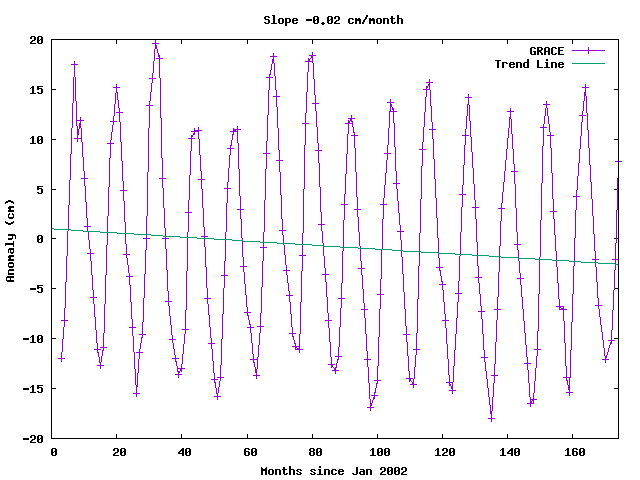 Slope -0.02 cm/month
GRACE
Trend Line
20
15
10
5
0
-5
-10
-15
-20
Anomaly (cm)
0 20 40 60 80 100 120 140 160
Months since Jan 2002